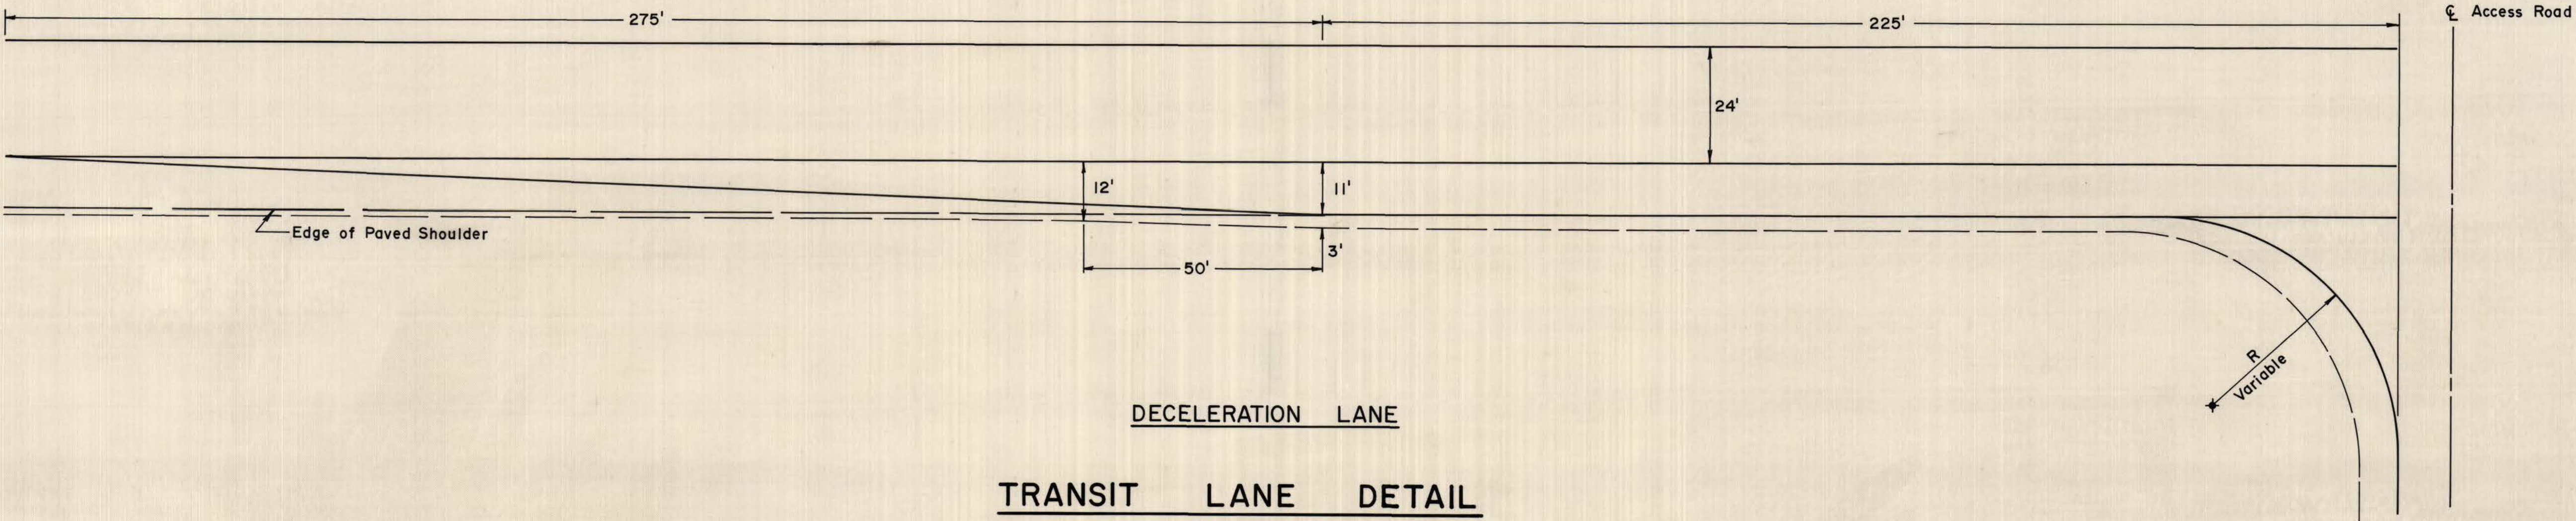 275'
225'
℄ Access Road
24'
12'
11'
Edge of Paved Shoulder
3'
50'
R
Variable
DECELERATION LANE
TRANSIT LANE DETAIL